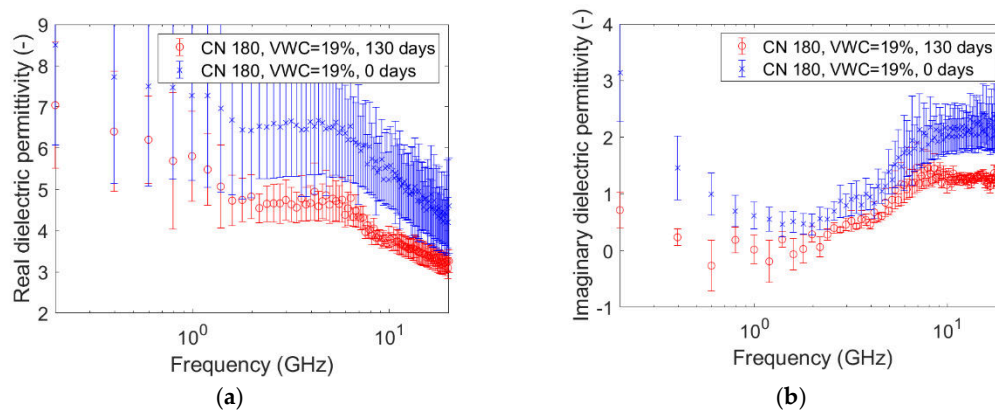 9
8
7
6
5
4
3
2
Real dielectric permittivity (-)
CN 180, VWC=19%, 130 days
CN 180, VWC=19%, 0 days
10⁰
10¹
Frequency (GHz)
(a)
4
3
2
1
0
-1
Imaginary dielectric permittivity (-)
CN 180, VWC=19%, 130 days
CN 180, VWC=19%, 0 days
10⁰
10¹
Frequency (GHz)
(b)